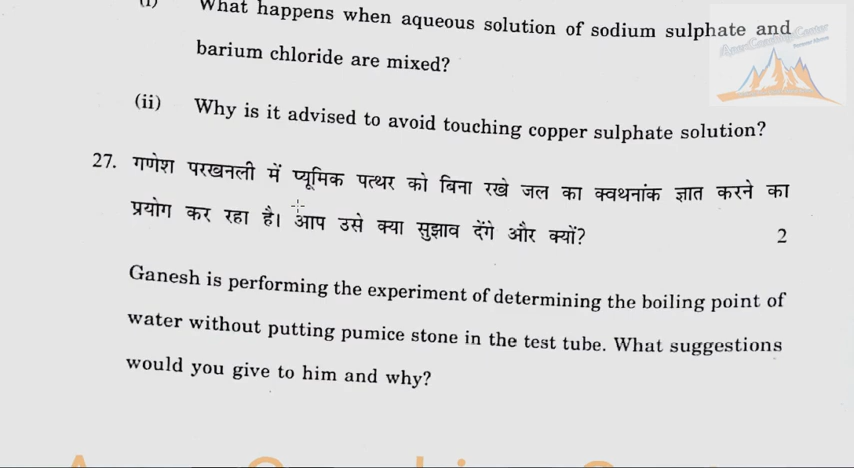 (i) What happens when aqueous solution of sodium sulphate and
barium chloride are mixed?
(ii) Why is it advised to avoid touching copper sulphate solution?
27. गणेश परखनली में प्यूमिक पत्थर को बिना रखे जल का क्वथनांक ज्ञात करने का
प्रयोग कर रहा है। आप उसे क्या सुझाव देंगे और क्यों? 2
Ganesh is performing the experiment of determining the boiling point of
water without putting pumice stone in the test tube. What suggestions
would you give to him and why?